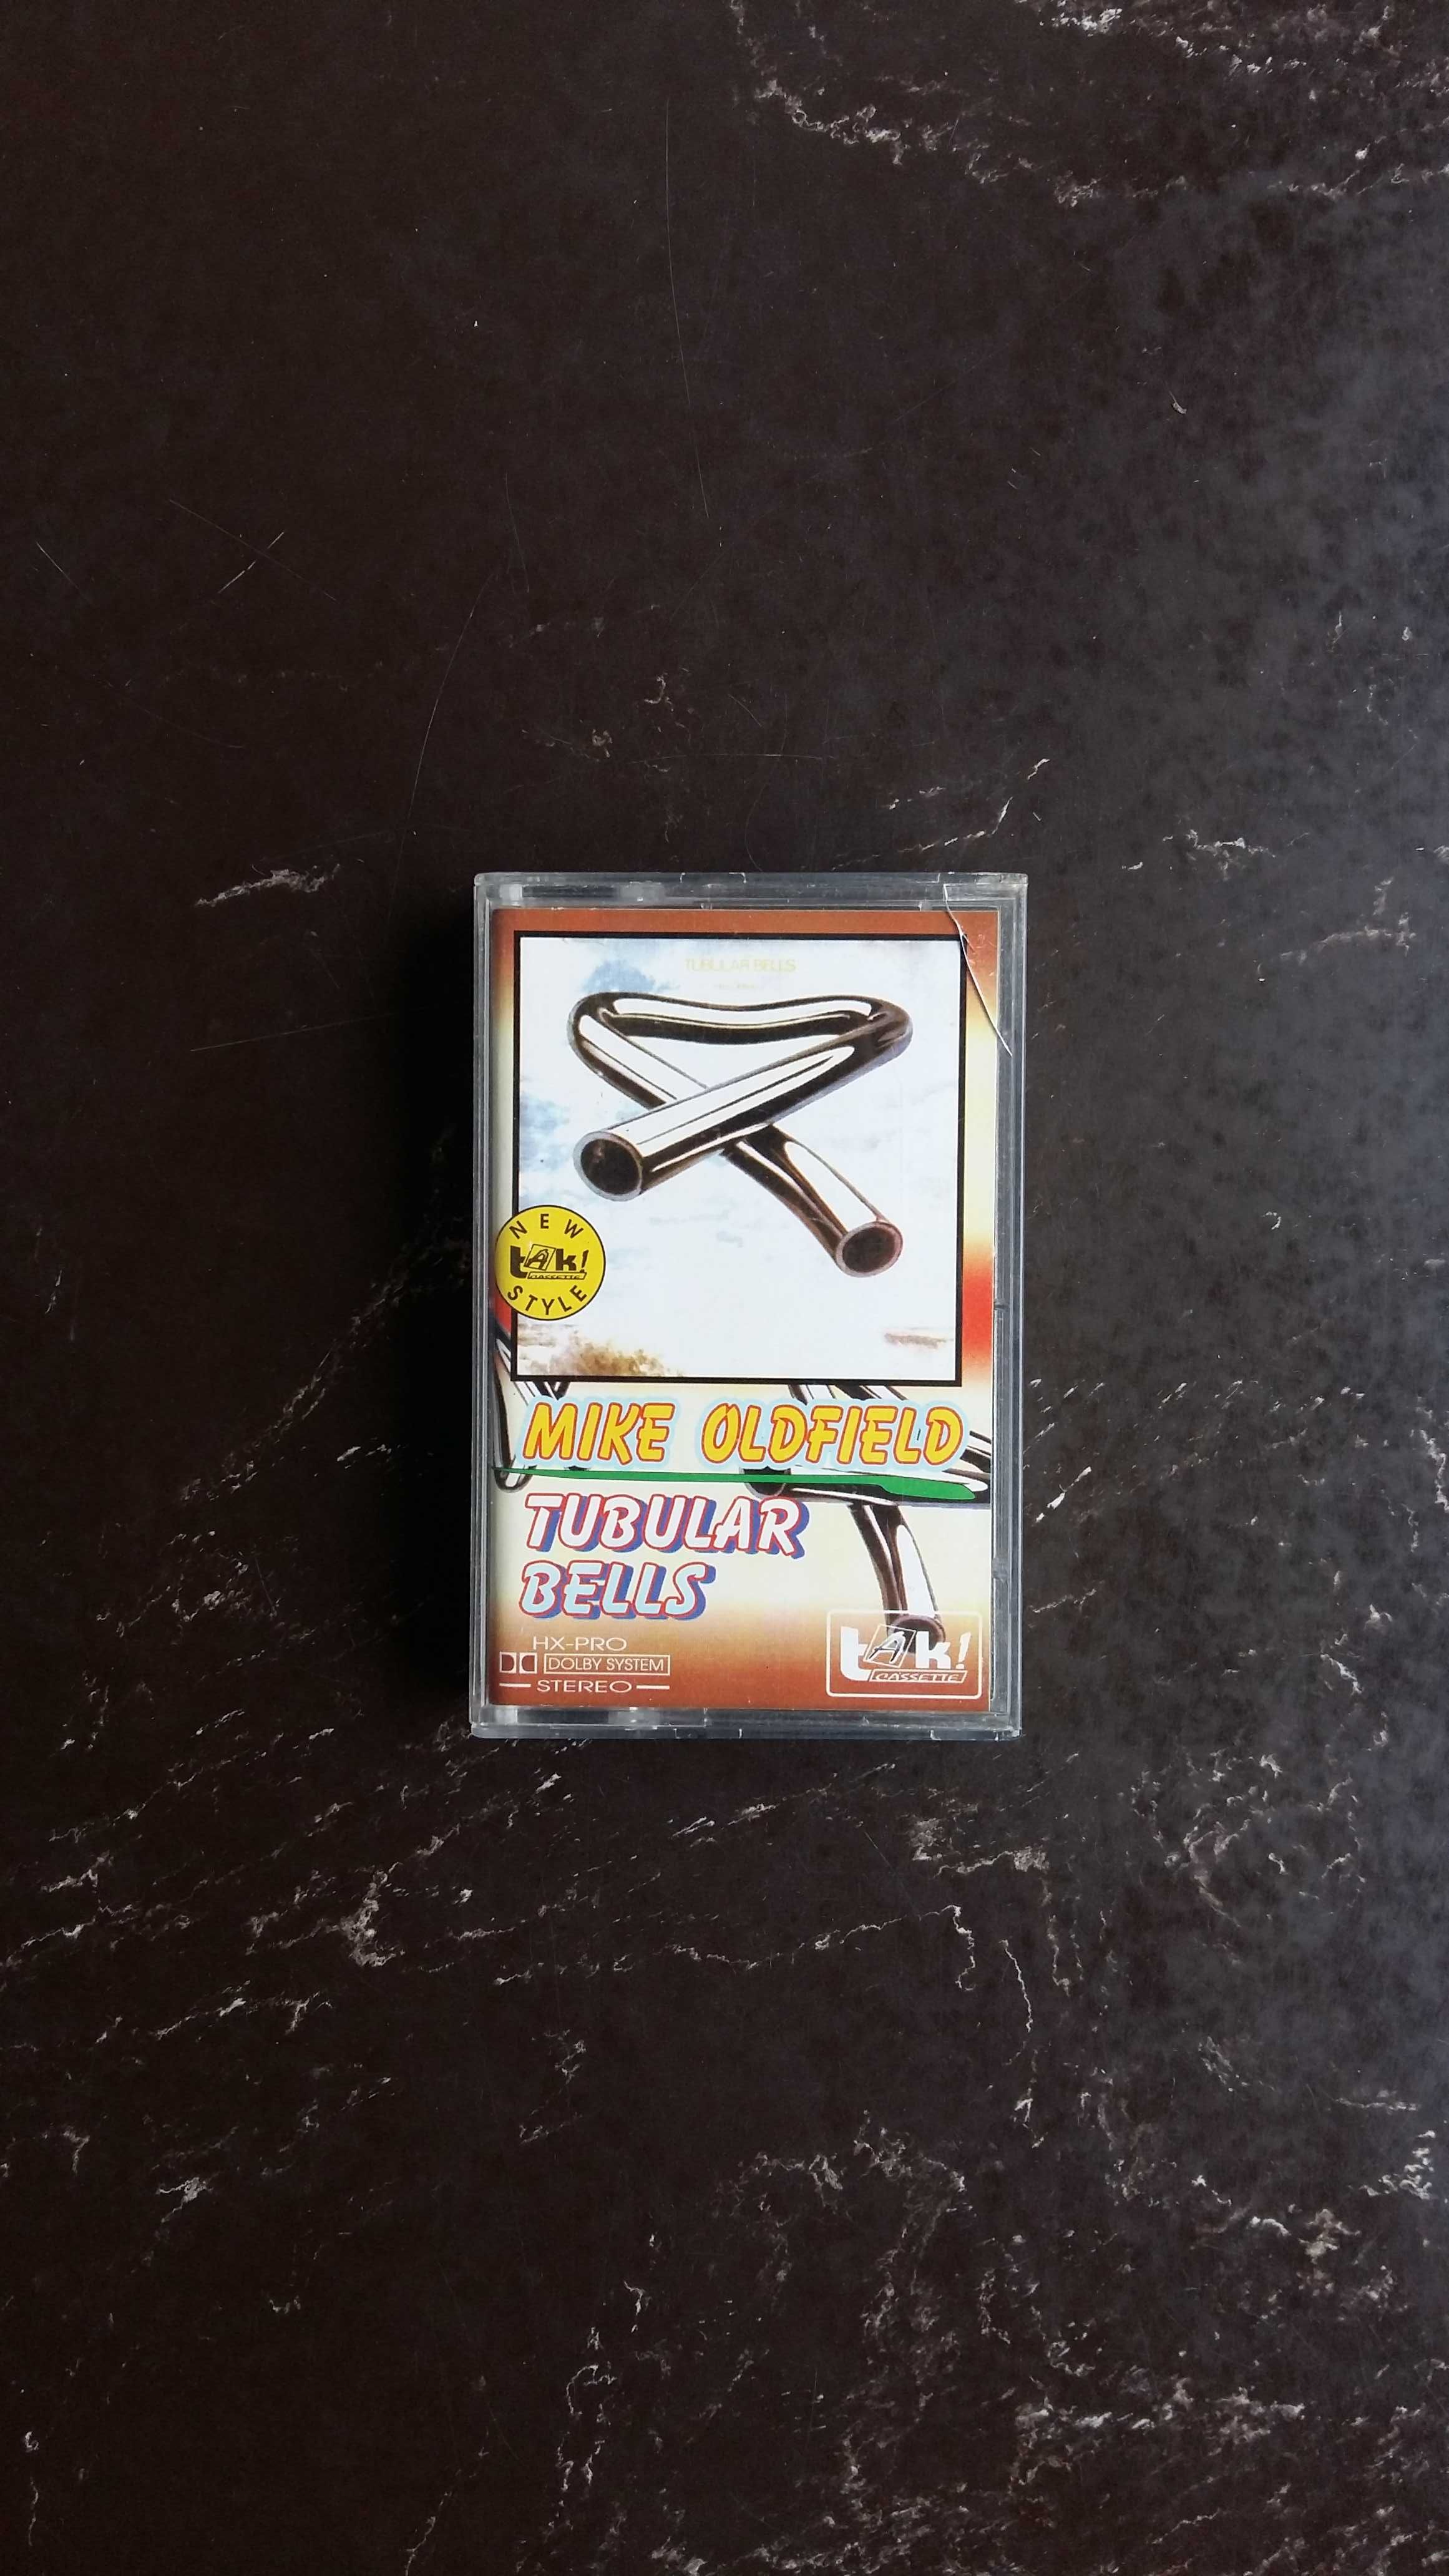 TUBULAR BELLS
NEW
tAk!
CASSETTE
STYLE
MIKE OLDFIELD
TUBULAR
BELLS
HX-PRO
DOLBY SYSTEM
STEREO
tAk!
CASSETTE